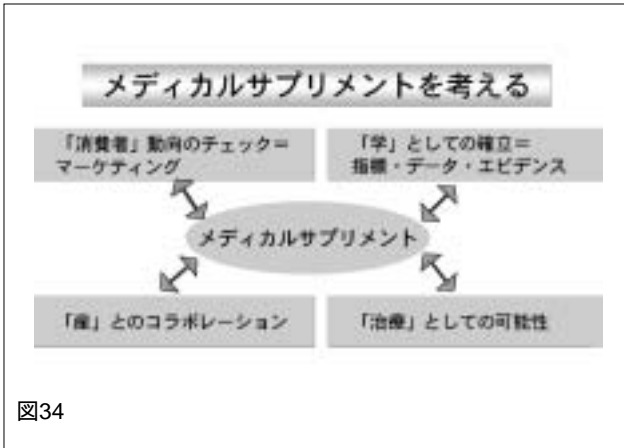 メディカルサプリメントを考える
「消費者」動向のチェック＝
マーケティング
「学」としての確立＝
指標・データ・エビデンス
メディカルサプリメント
「産」とのコラボレーション
「治療」としての可能性
図34